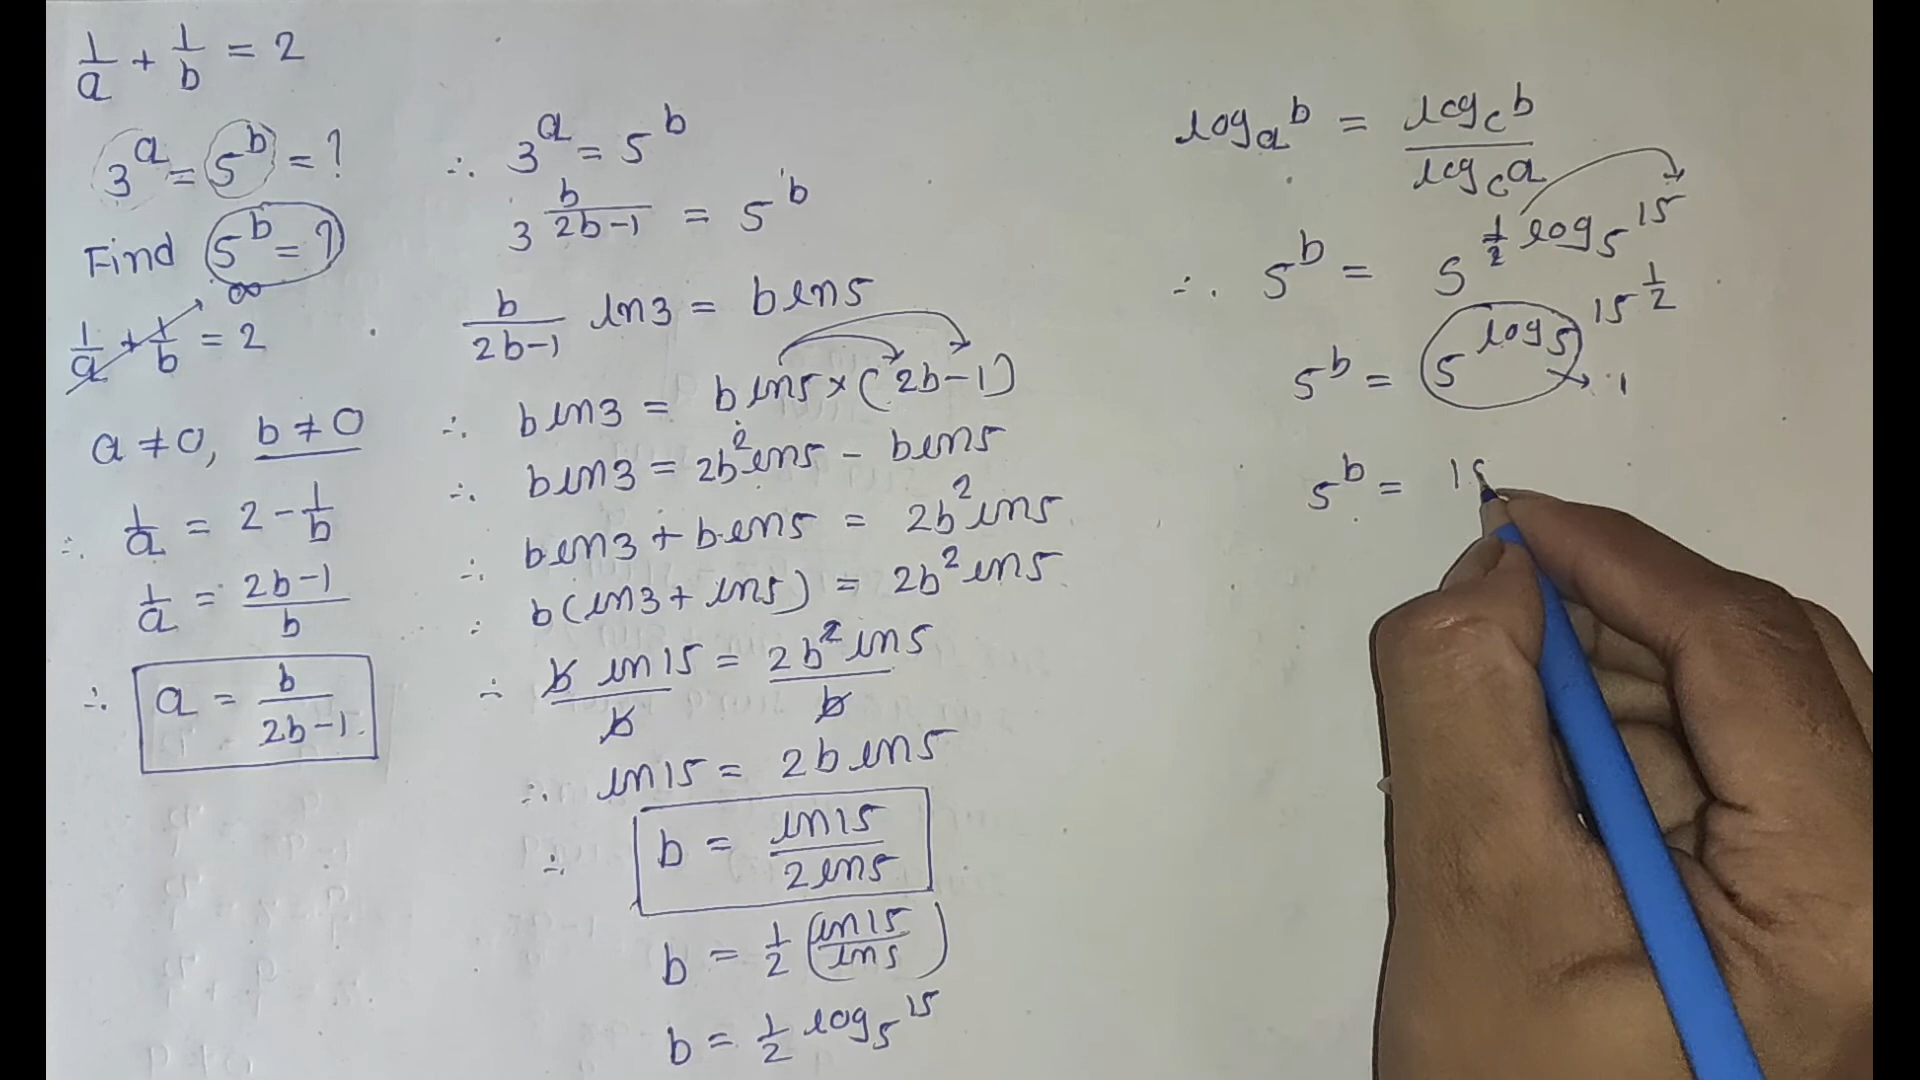 1/a + 1/b = 2
3^a = 5^b = ?
Find 5^b = ?
∞
1/a + 1/b = 2
a ≠ 0, b ≠ 0
∴ 1/a = 2 - 1/b
1/a = (2b-1)/b
∴ a = b/(2b-1)
∴ 3^a = 5^b
3^(b/(2b-1)) = 5^b
b/(2b-1) ln3 = b ln5
∴ b ln3 = b ln5 × (2b-1)
∴ b ln3 = 2b² ln5 - b ln5
∴ b ln3 + b ln5 = 2b² ln5
∴ b(ln3 + ln5) = 2b² ln5
∴ b ln15/b = 2b² ln5/b
∴ ln15 = 2b ln5
∴ b = ln15/2ln5
b = 1/2 (ln15/ln5)
b = 1/2 log₅ 15
log_a b = log_c b/log_c a
∴ 5^b = 5^(1/2 log₅ 15)
5^b = 5^(log₅ 15^(1/2)) → 1
5^b = 15